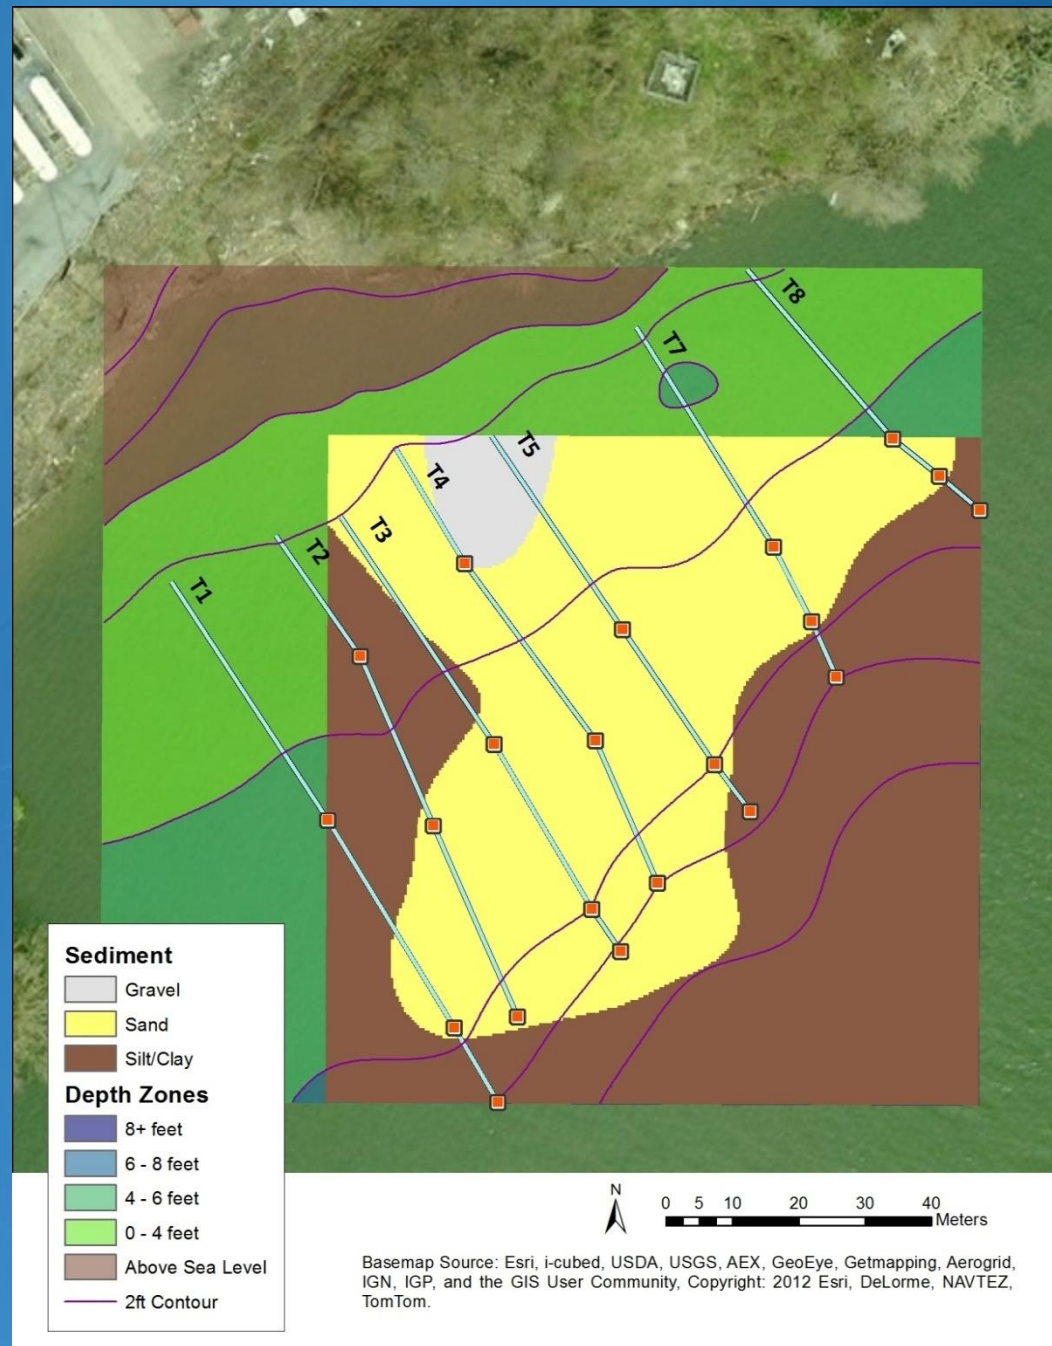 T8
T7
T5
T4
T3
T2
T1
Sediment
Gravel
Sand
Silt/Clay
Depth Zones
8+ feet
6 - 8 feet
4 - 6 feet
0 - 4 feet
Above Sea Level
2ft Contour
N
0 5 10 20 30 40
Meters
Basemap Source: Esri, i-cubed, USDA, USGS, AEX, GeoEye, Getmapping, Aerogrid,
IGN, IGP, and the GIS User Community, Copyright: 2012 Esri, DeLorme, NAVTEZ,
TomTom.